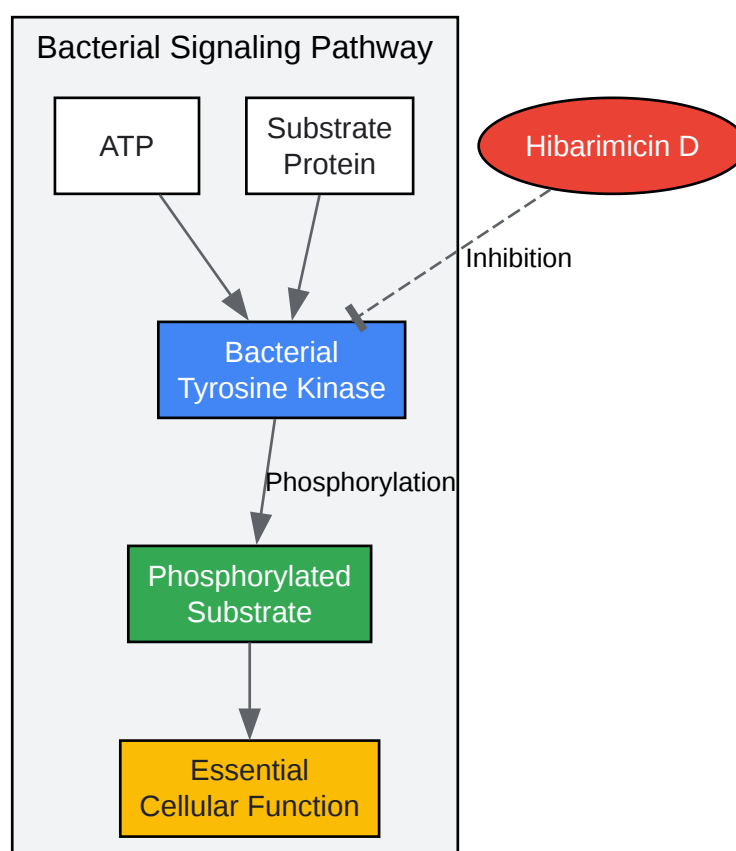 Bacterial Signaling Pathway
ATP
Substrate
Protein
Hibarimicin D
Inhibition
Bacterial
Tyrosine Kinase
Phosphorylation
Phosphorylated
Substrate
Essential
Cellular Function